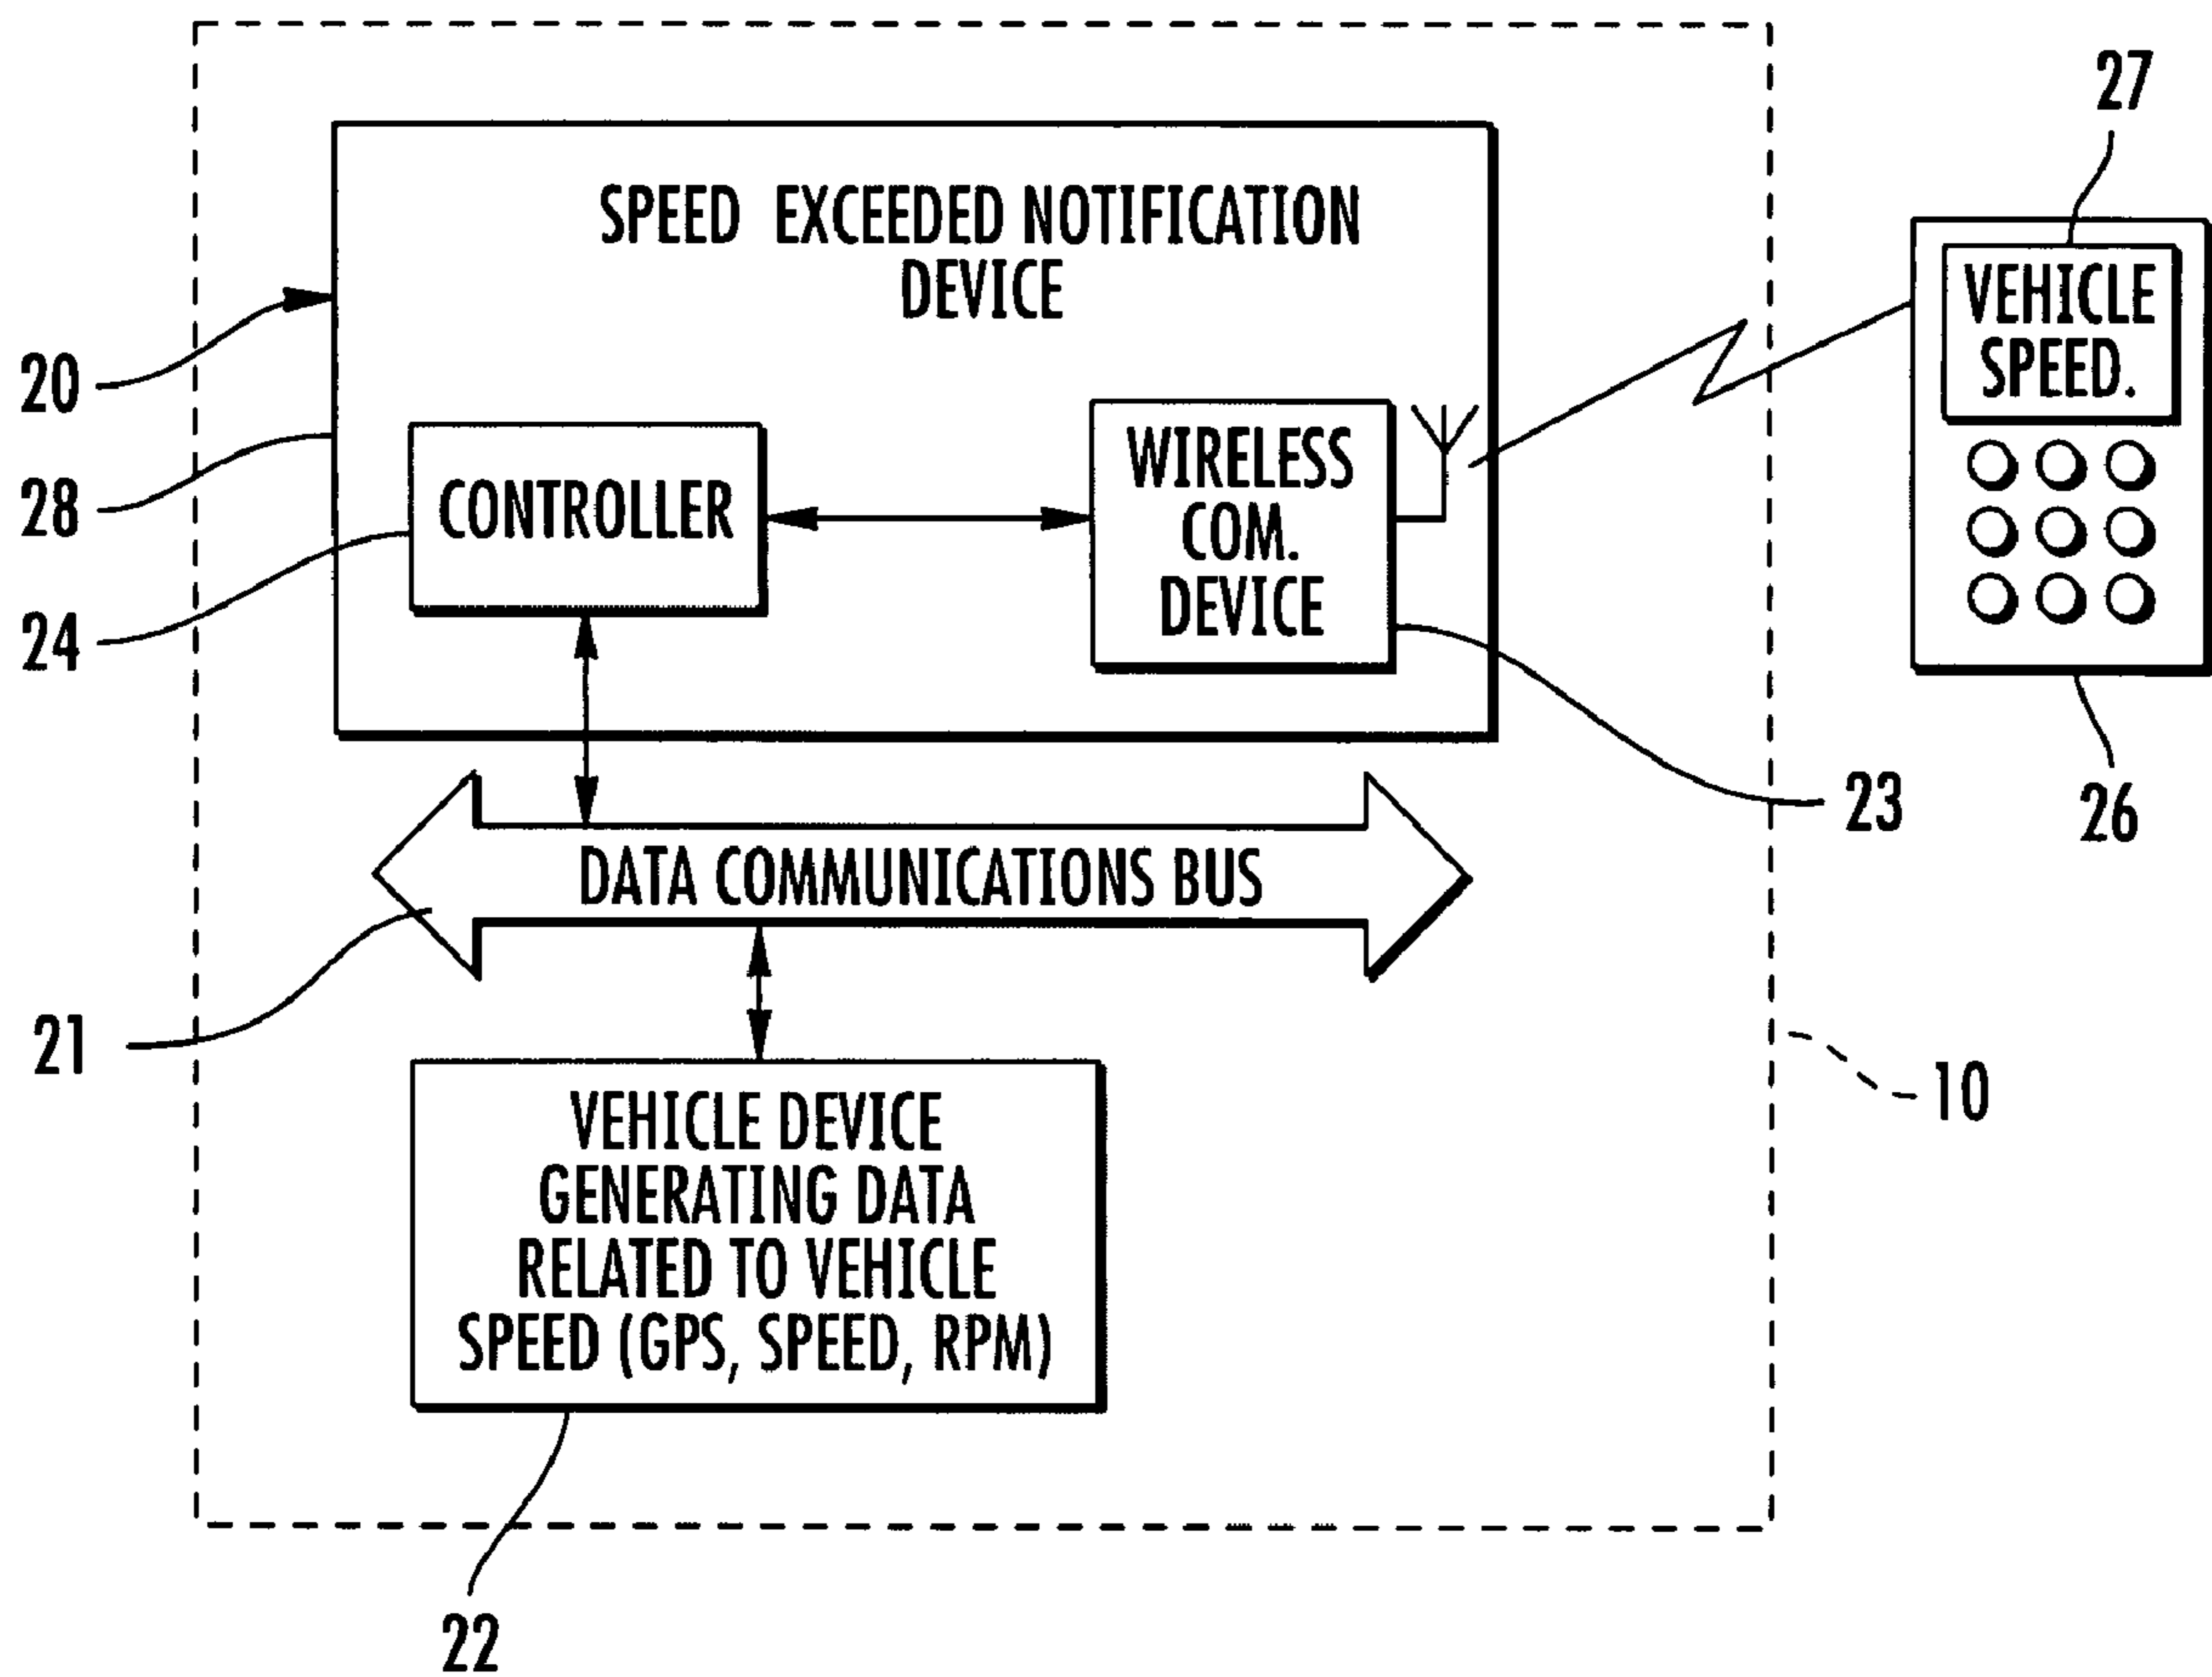 27
SPEED EXCEEDED NOTIFICATION
DEVICE
VEHICLE
SPEED.
20
28
CONTROLLER
WIRELESS
COM.
DEVICE
24
23
26
DATA COMMUNICATIONS BUS
21
10
VEHICLE DEVICE
GENERATING DATA
RELATED TO VEHICLE
SPEED (GPS, SPEED, RPM)
22